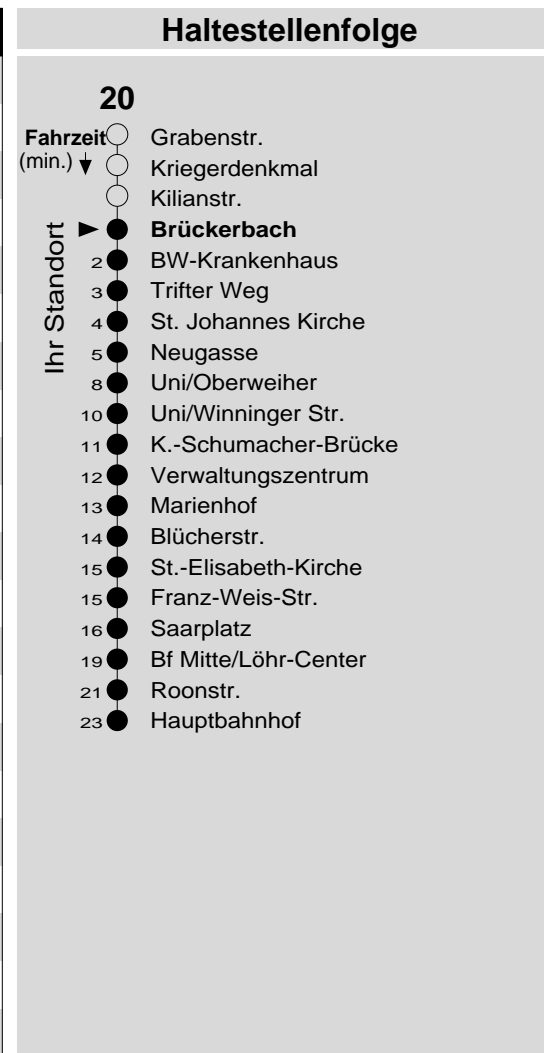 Haltestellenfolge
20
Fahrzeit Grabenstr.
(min.) Kriegerdenkmal
Kilianstr.
Ihr Standort
Brückerbach
2 BW-Krankenhaus
3 Trifter Weg
4 St. Johannes Kirche
5 Neugasse
8 Uni/Oberweiher
10 Uni/Winninger Str.
11 K.-Schumacher-Brücke
12 Verwaltungszentrum
13 Marienhof
14 Blücherstr.
15 St.-Elisabeth-Kirche
15 Franz-Weis-Str.
16 Saarplatz
19 Bf Mitte/Löhr-Center
21 Roonstr.
23 Hauptbahnhof